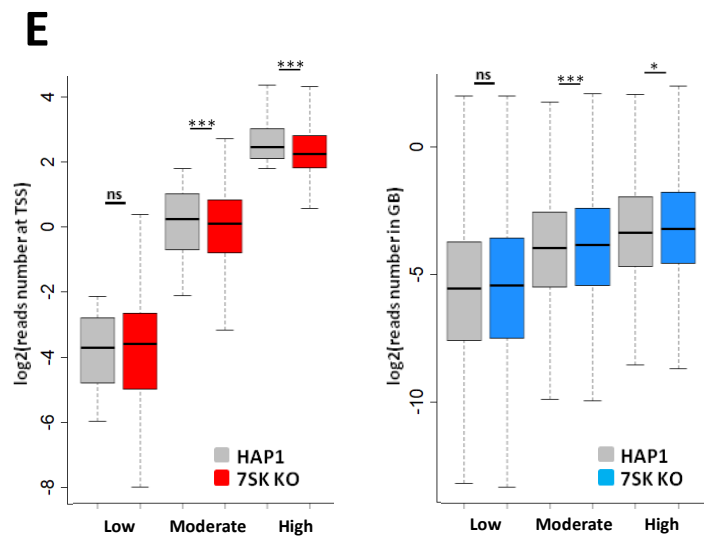 E
***
***
ns
4
2
0
-2
-4
-6
-8
log2(reads number at TSS)
HAP1
7SK KO
Low Moderate High
ns
***
*
0
-5
-10
log2(reads number in GB)
HAP1
7SK KO
Low Moderate High